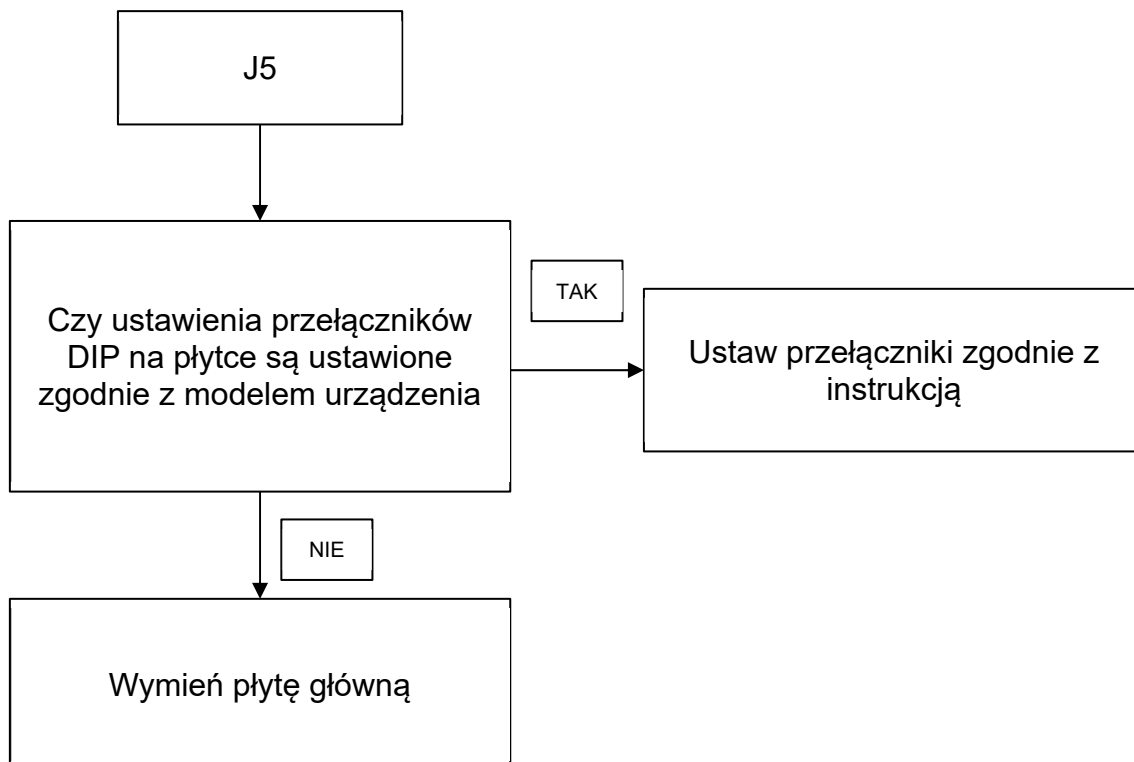 J5
Czy ustawienia przełączników
DIP na płytce są ustawione
zgodnie z modelem urządzenia
TAK
Ustaw przełączniki zgodnie z
instrukcją
NIE
Wymień płytę główną